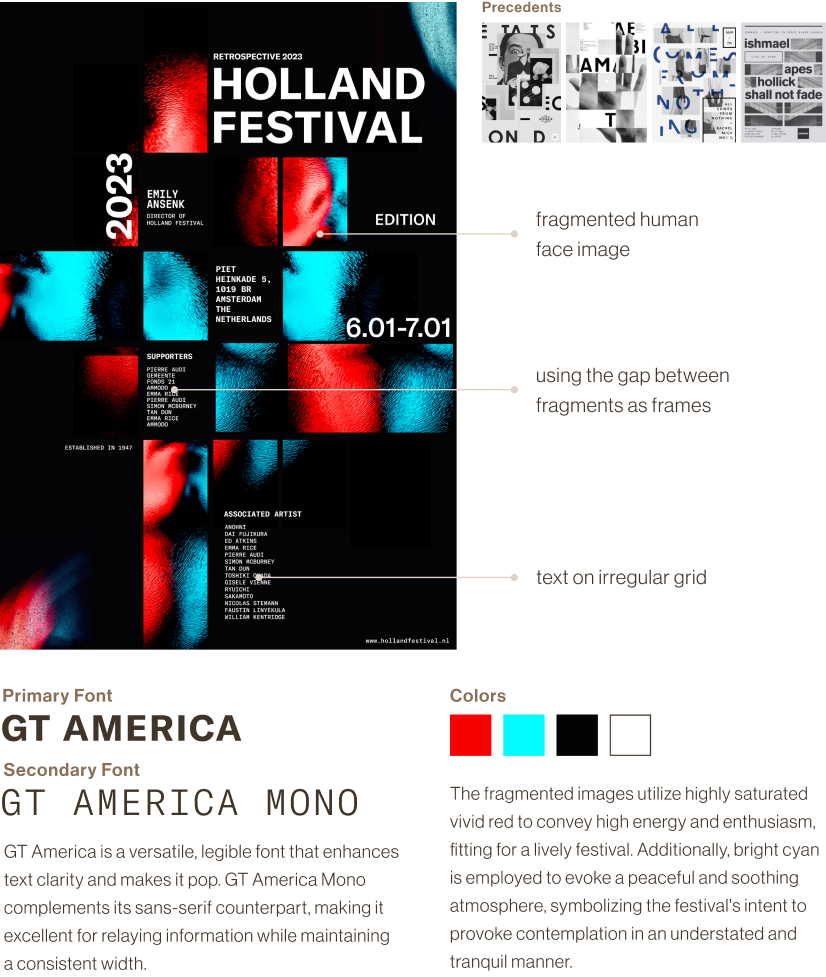 Precedents
RETROSPECTIVE 2023
HOLLAND
FESTIVAL
2023
EMILY
ANSENK
DIRECTOR OF
HOLLAND FESTIVAL
EDITION
PIET
HEINKADE 5,
1019 BR
AMSTERDAM
THE
NETHERLANDS
6.01-7.01
SUPPORTERS
PIERRE AUDI
GEMEENTE
FONDS 21
AMMODO
EMMA RICE
PIERRE AUDI
SIMON MCBURNEY
TAN DUN
EMMA RICE
AMMODO
ESTABLISHED IN 1947
ASSOCIATED ARTIST
ANOHNI
DAI FUJIKURA
ED ATKINS
EMMA RICE
PIERRE AUDI
SIMON MCBURNEY
TAN DUN
TOSHIKI
GISELE VIENNE
RYUICHI
SAKAMOTO
NICOLAS STEMANN
FAUSTIN LINYEKULA
WILLIAM KENTRIDGE
www.hollandfestival.nl
ishmael
apes
hollick
shall not fade
ALL
COMES
FROM
NOTHING
fragmented human
face image
using the gap between
fragments as frames
text on irregular grid
Primary Font
GT AMERICA
Secondary Font
GT AMERICA MONO
GT America is a versatile, legible font that enhances
text clarity and makes it pop. GT America Mono
complements its sans-serif counterpart, making it
excellent for relaying information while maintaining
a consistent width.
Colors
The fragmented images utilize highly saturated
vivid red to convey high energy and enthusiasm,
fitting for a lively festival. Additionally, bright cyan
is employed to evoke a peaceful and soothing
atmosphere, symbolizing the festival's intent to
provoke contemplation in an understated and
tranquil manner.